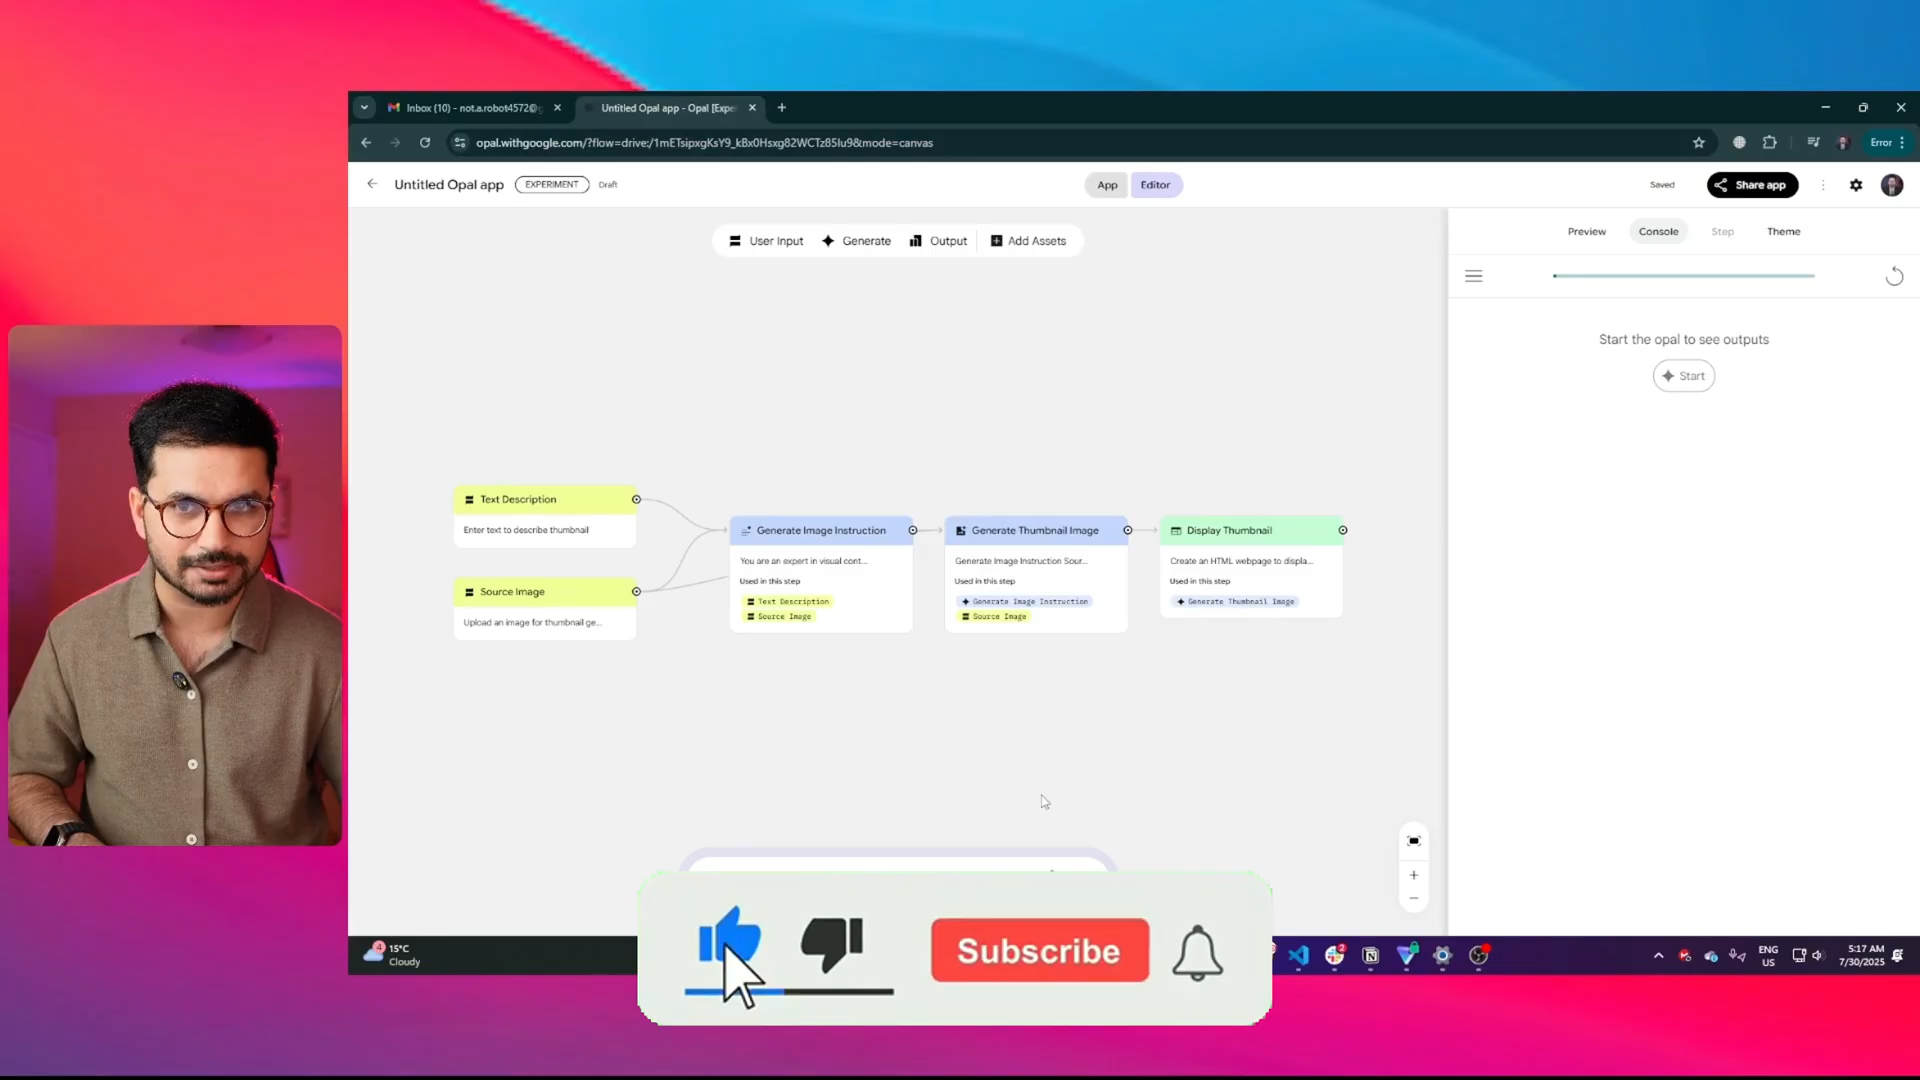 Inbox (10) - not.a.robot4572@g
Untitled Opal app - Opal [Expe
opal.withgoogle.com/?flow=drive:/1mETsipxgKsY9_kBx0Hsxg82WCTz85lu9&mode=canvas
Error
Untitled Opal app
EXPERIMENT
Draft
App
Editor
Saved
Share app
User Input
Generate
Output
Add Assets
Preview
Console
Step
Theme
Start the opal to see outputs
Start
Text Description
Enter text to describe thumbnail
Source Image
Upload an image for thumbnail ge...
Generate Image Instruction
You are an expert in visual cont...
Used in this step
Text Description
Source Image
Generate Thumbnail Image
Generate Image Instruction Sour...
Used in this step
Generate Image Instruction
Source Image
Display Thumbnail
Create an HTML webpage to displa...
Used in this step
Generate Thumbnail Image
Subscribe
4
15°C
Cloudy
2
ENG
US
5:17 AM
7/30/2025